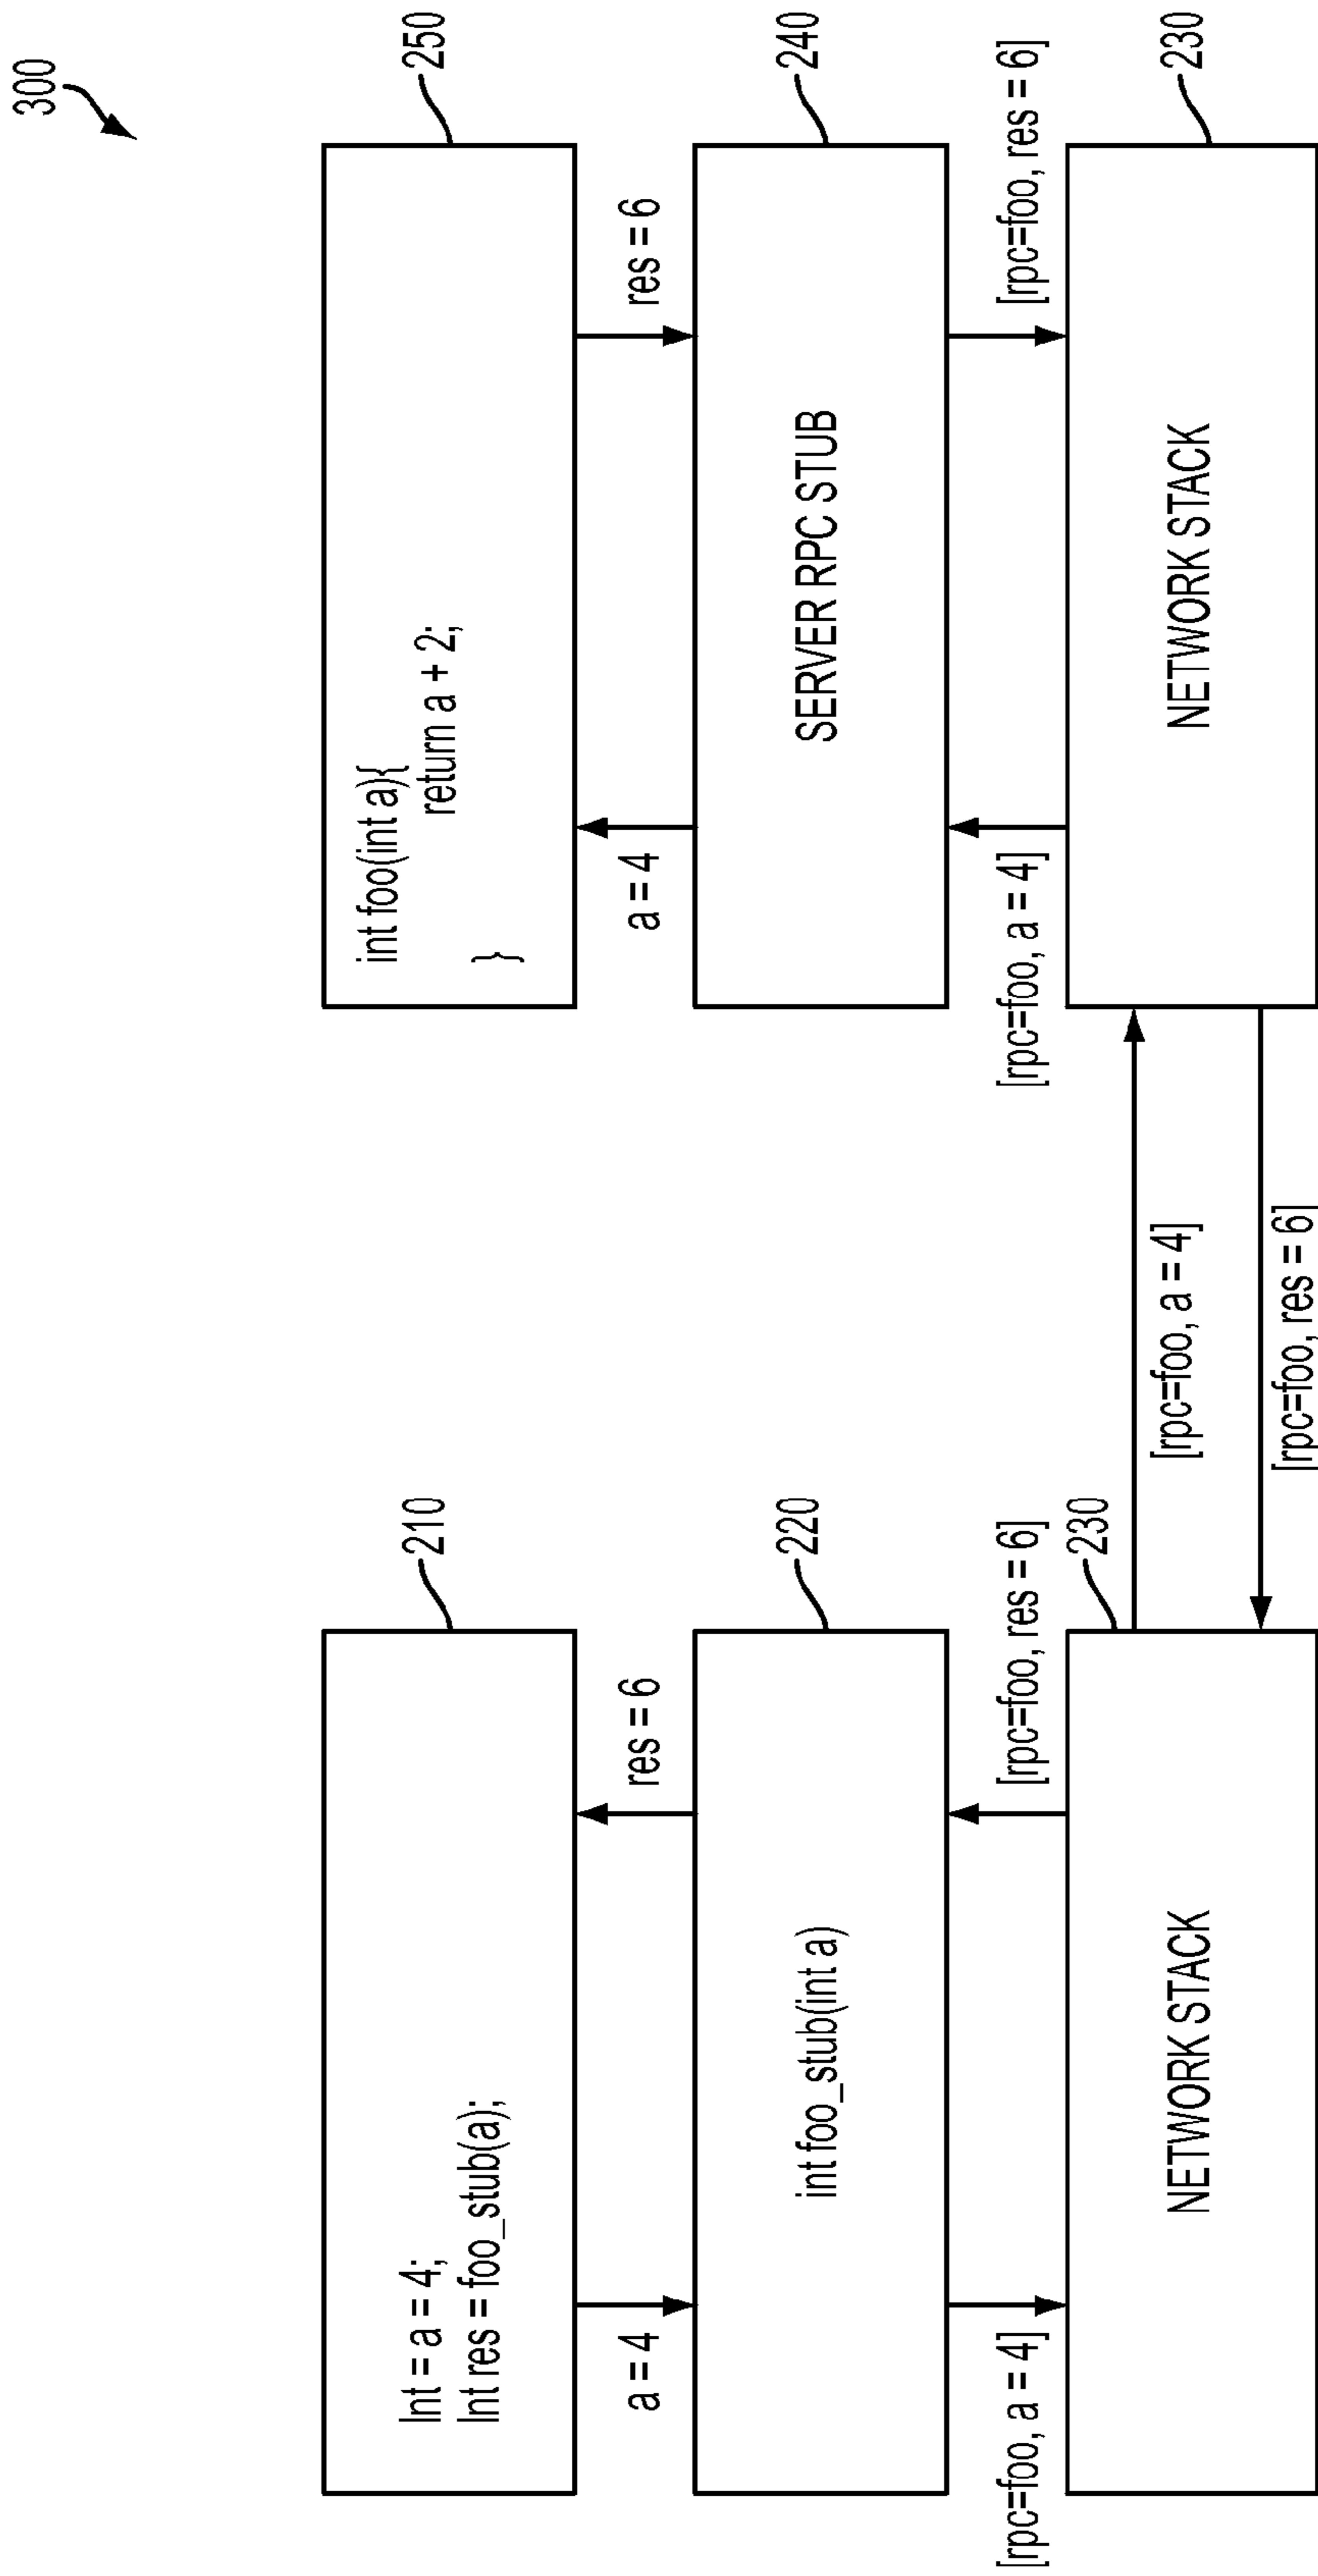 300
210
Int = a = 4;
Int res = foo_stub(a);
a = 4
res = 6
220
int foo_stub(int a)
[rpc=foo, a = 4]
[rpc=foo, res = 6]
230
NETWORK STACK
[rpc=foo, a = 4]
[rpc=foo, res = 6]
250
int foo(int a){
return a + 2;
}
a = 4
res = 6
240
SERVER RPC STUB
[rpc=foo, a = 4]
[rpc=foo, res = 6]
230
NETWORK STACK